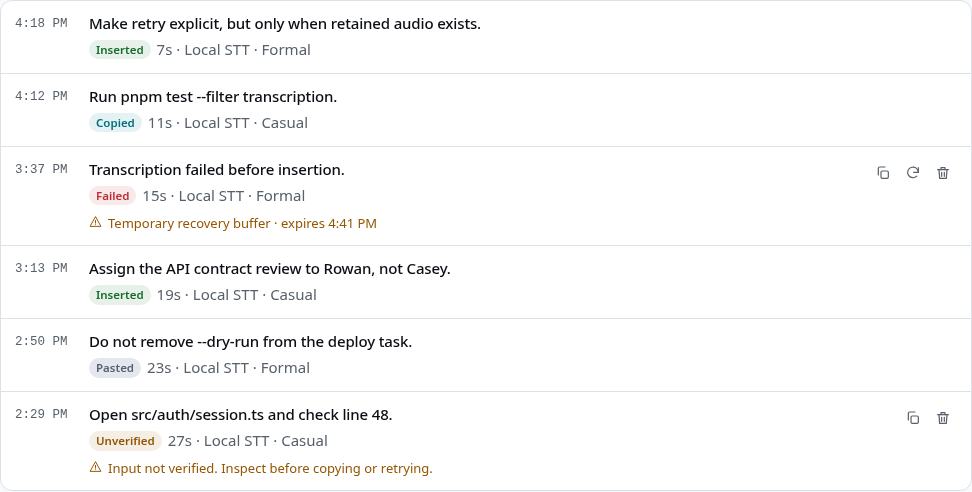 4:18 PM Make retry explicit, but only when retained audio exists.
Inserted 7s · Local STT · Formal
4:12 PM Run pnpm test --filter transcription.
Copied 11s · Local STT · Casual
3:37 PM Transcription failed before insertion.
Failed 15s · Local STT · Formal
Temporary recovery buffer · expires 4:41 PM
3:13 PM Assign the API contract review to Rowan, not Casey.
Inserted 19s · Local STT · Casual
2:50 PM Do not remove --dry-run from the deploy task.
Pasted 23s · Local STT · Formal
2:29 PM Open src/auth/session.ts and check line 48.
Unverified 27s · Local STT · Casual
Input not verified. Inspect before copying or retrying.